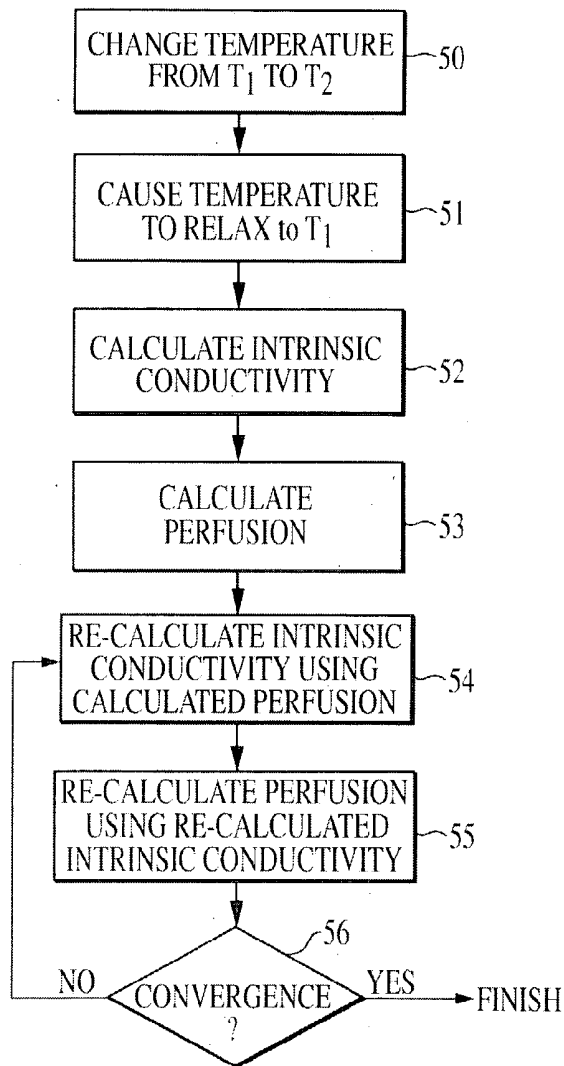 CHANGE TEMPERATURE
FROM T1 TO T2
50
CAUSE TEMPERATURE
TO RELAX to T1
51
CALCULATE INTRINSIC
CONDUCTIVITY
52
CALCULATE
PERFUSION
53
RE-CALCULATE INTRINSIC
CONDUCTIVITY USING
CALCULATED PERFUSION
54
RE-CALCULATE PERFUSION
USING RE-CALCULATED
INTRINSIC CONDUCTIVITY
55
56
NO
CONVERGENCE
?
YES
FINISH